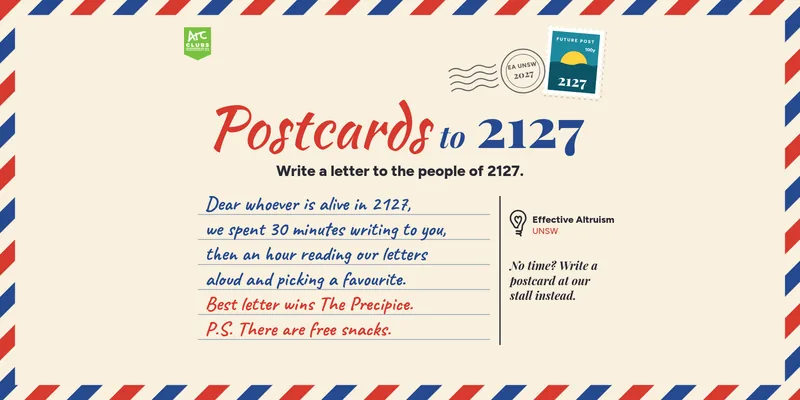 Arc
CLUBS
FUTURE POST
100y
2127
EA UNSW
2027
Postcards to 2127
Write a letter to the people of 2127.
Dear whoever is alive in 2127,
we spent 30 minutes writing to you,
then an hour reading our letters
aloud and picking a favourite.
Best letter wins The Precipice.
P.S. There are free snacks.
Effective Altruism
UNSW
No time? Write a
postcard at our
stall instead.